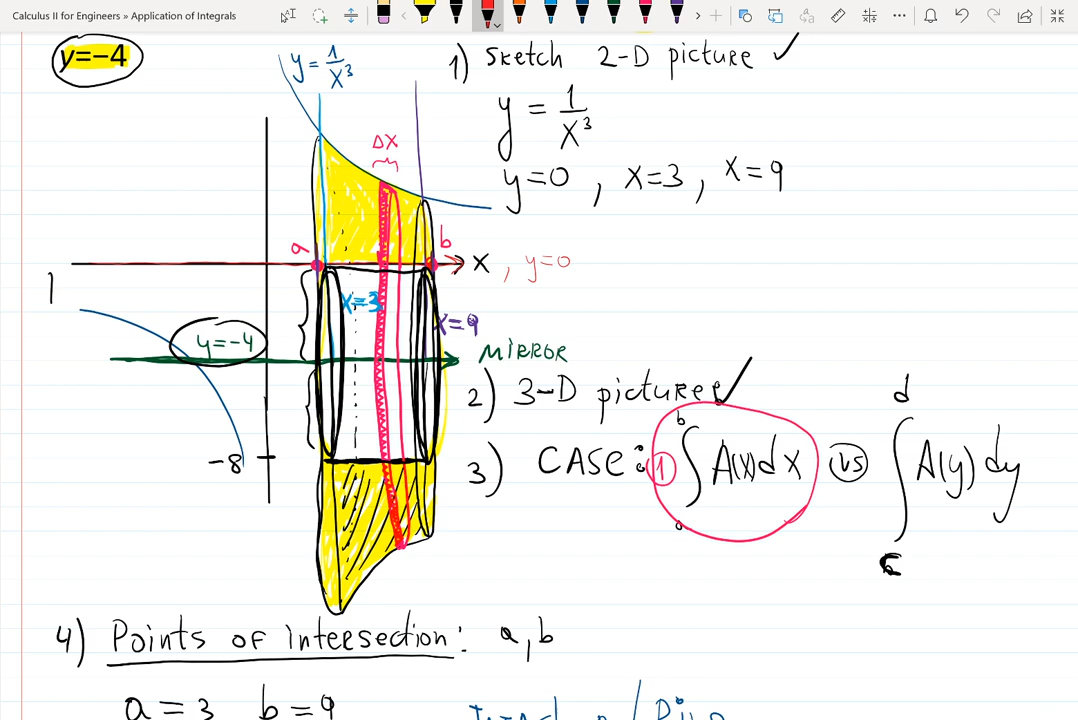 Calculus II for Engineers » Application of Integrals
y=-4
y = 1/x³
1) Sketch 2-D picture ✓
y = 1/x³
y=0 , x=3 , x=9
Δx
a
b
x , y=0
x=3
x=9
y=-4
MIRROR
2) 3-D picture ✓
-8
3) CASE: ① ∫ₐᵇ A(x)dx vs ∫ᵈ A(y)dy
4) Points of intersection: a, b
a = 3 b = 9